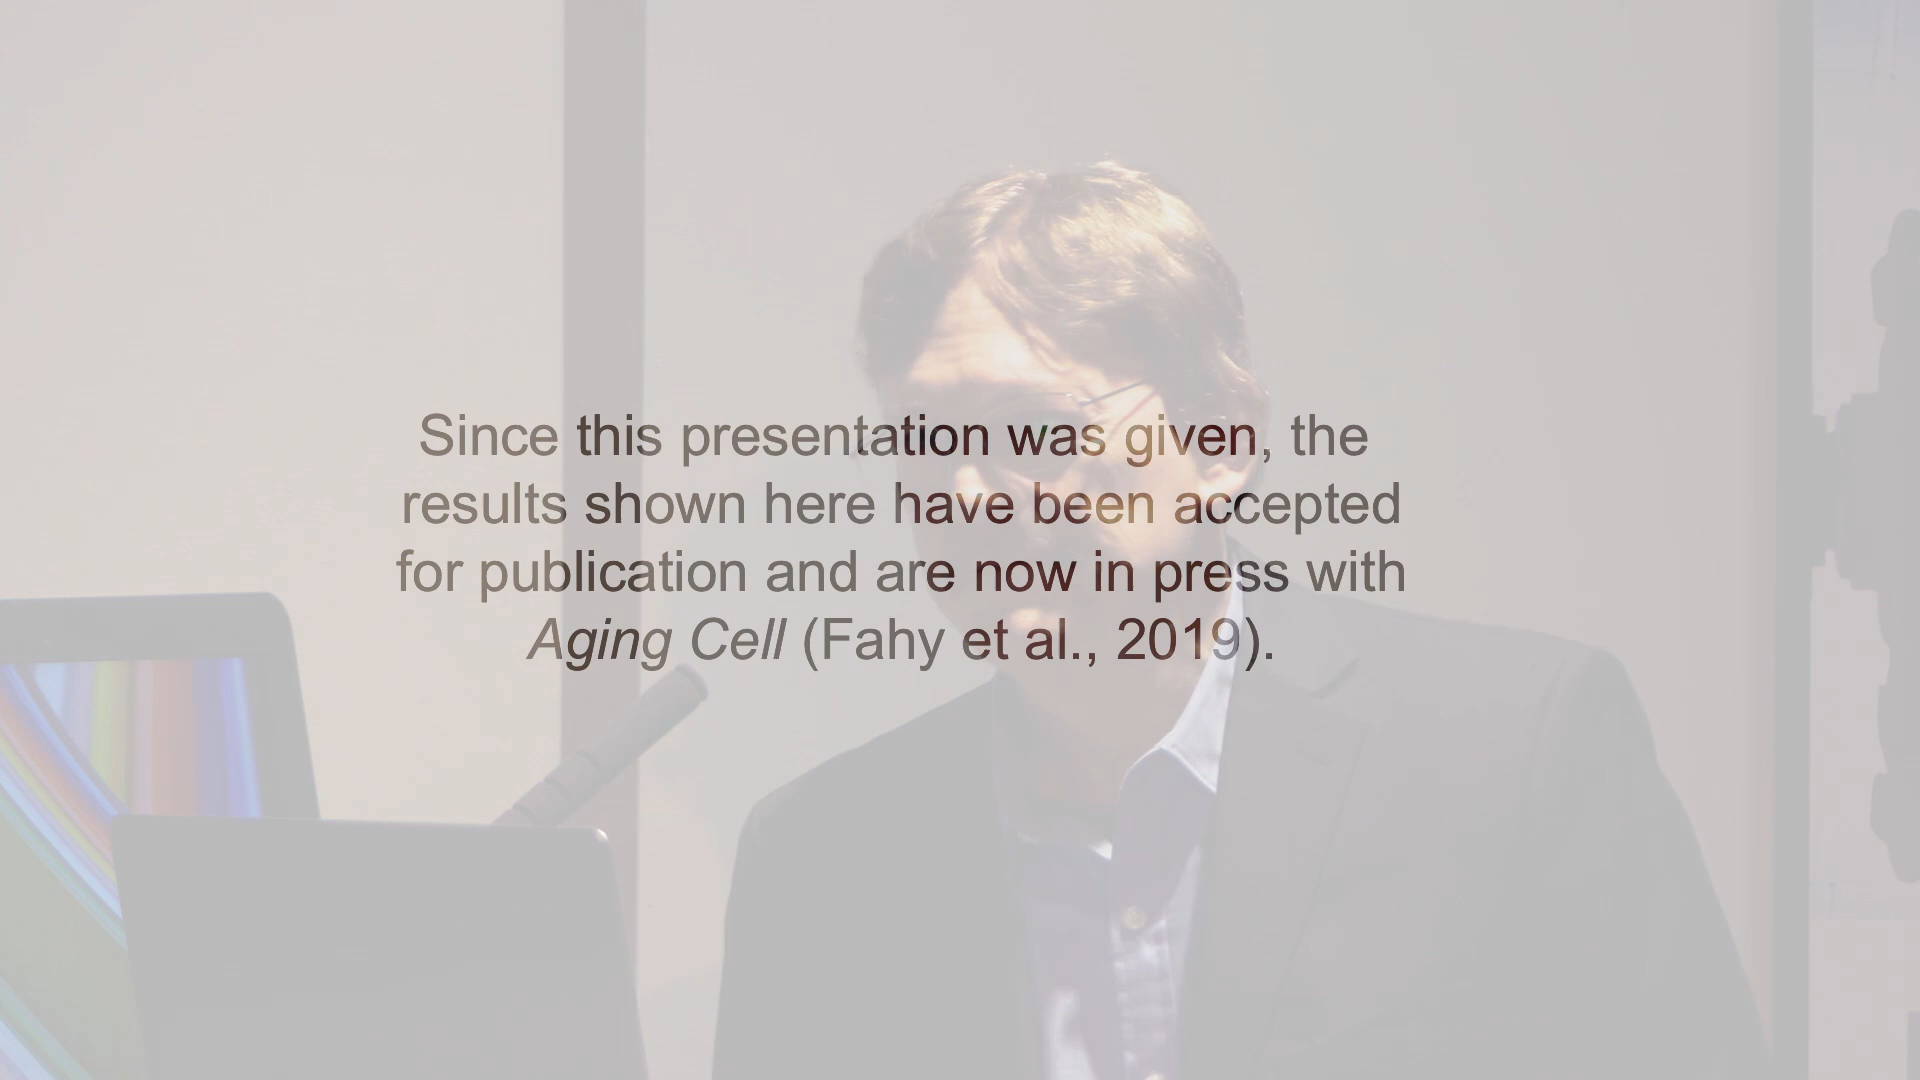 Since this presentation was given, the
results shown here have been accepted
for publication and are now in press with
Aging Cell (Fahy et al., 2019).